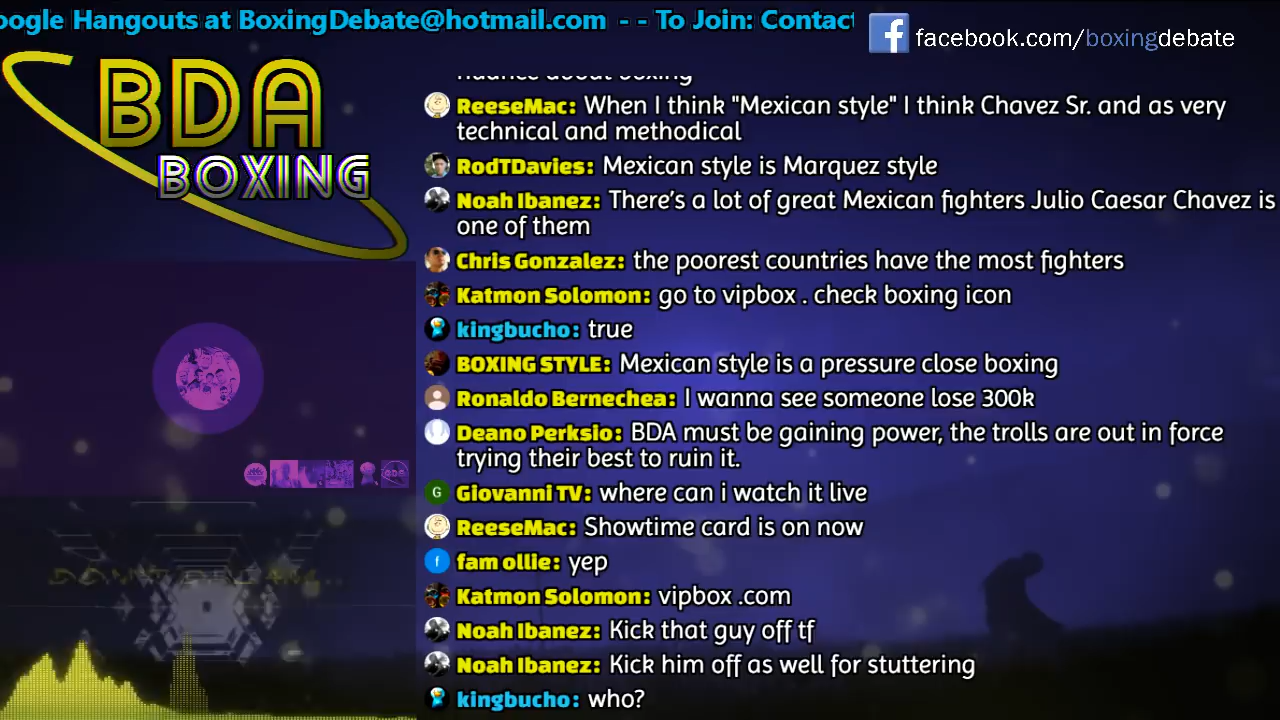 oogle Hangouts at BoxingDebate@hotmail.com - - To Join: Contact
facebook.com/boxingdebate
BDA
BOXING
nuance about boxing
ReeseMac: When I think "Mexican style" I think Chavez Sr. and as very
technical and methodical
RodTDavies: Mexican style is Marquez style
Noah Ibanez: There's a lot of great Mexican fighters Julio Caesar Chavez is
one of them
Chris Gonzalez: the poorest countries have the most fighters
Katmon Solomon: go to vipbox . check boxing icon
kingbucho: true
BOXING STYLE: Mexican style is a pressure close boxing
Ronaldo Bernechea: I wanna see someone lose 300k
Deano Perksio: BDA must be gaining power, the trolls are out in force
trying their best to ruin it.
G
Giovanni TV: where can i watch it live
ReeseMac: Showtime card is on now
f
fam ollie: yep
Katmon Solomon: vipbox .com
Noah Ibanez: Kick that guy off tf
Noah Ibanez: Kick him off as well for stuttering
kingbucho: who?